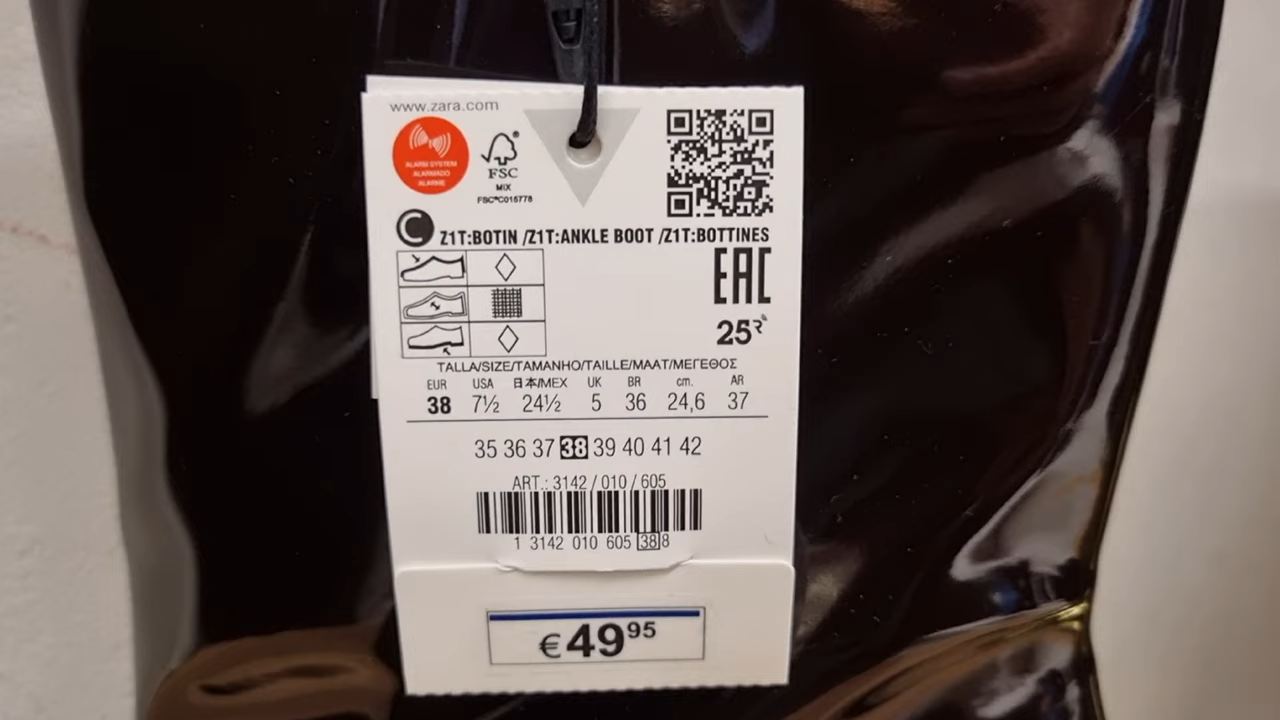 www.zara.com
ALARM SYSTEM
ALARMADO
ALARME
FSC
MIX
FSC®C015778
Z1T:BOTIN /Z1T:ANKLE BOOT /Z1T:BOTTINES
EAC
25
TALLA/SIZE/TAMANHO/TAILLE/MAAT/ΜΕΓΕΘΟΣ
EUR USA 日本/MEX UK BR cm. AR
38 7½ 24½ 5 36 24,6 37
35 36 37 38 39 40 41 42
ART.: 3142 / 010 / 605
1 3142 010 605 38 8
€49 95